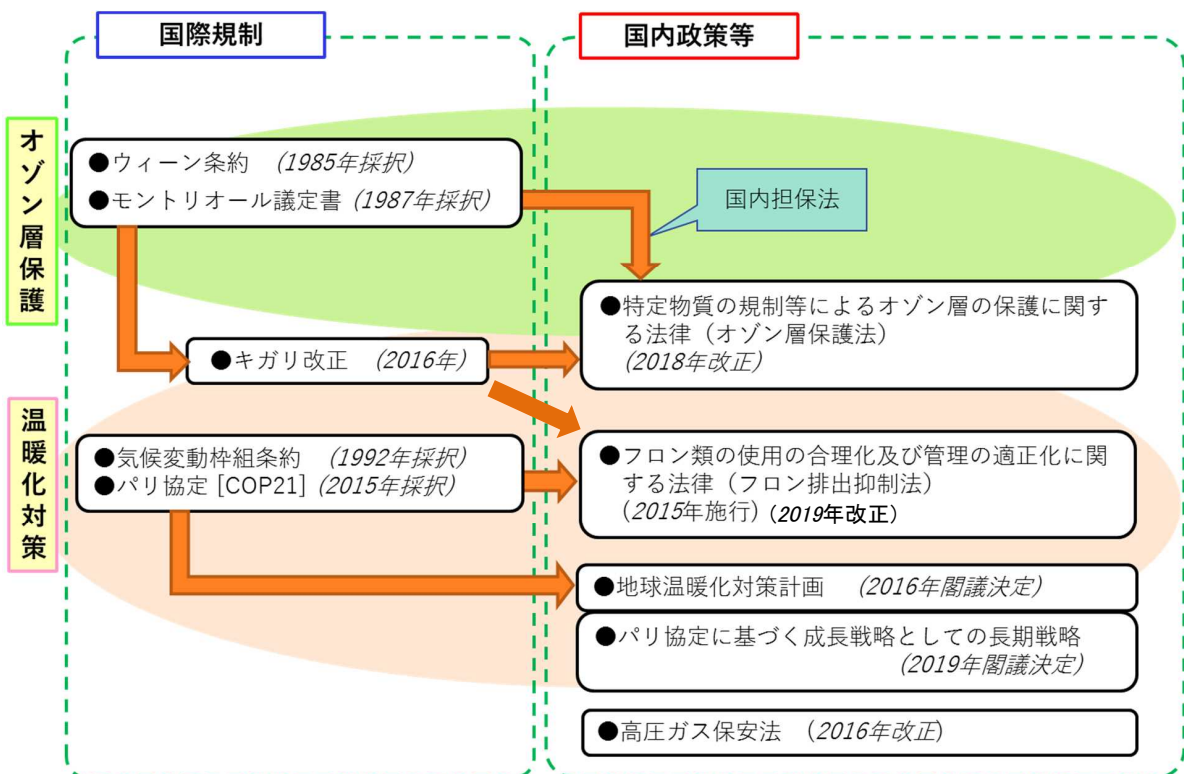 国際規制
国内政策等
オゾン層保護
●ウィーン条約 (1985年採択)
●モントリオール議定書 (1987年採択)
国内担保法
●特定物質の規制等によるオゾン層の保護に関す
る法律（オゾン層保護法）
(2018年改正)
●キガリ改正 (2016年)
温暖化対策
●気候変動枠組条約 (1992年採択)
●パリ協定 [COP21] (2015年採択)
●フロン類の使用の合理化及び管理の適正化に関
する法律（フロン排出抑制法）
(2015年施行) (2019年改正)
●地球温暖化対策計画 (2016年閣議決定)
●パリ協定に基づく成長戦略としての長期戦略
(2019年閣議決定)
●高圧ガス保安法 (2016年改正)